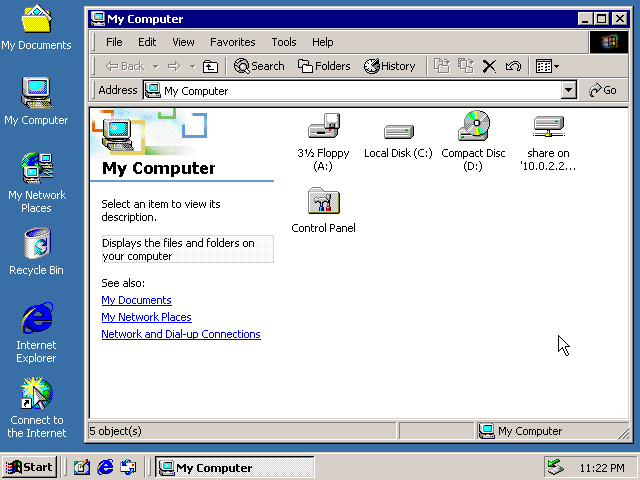 My Documents
My Computer
My Network
Places
Recycle Bin
Internet
Explorer
Connect to
the Internet
My Computer
File Edit View Favorites Tools Help
Back Search Folders History
Address My Computer Go
My Computer
Select an item to view its
description.
Displays the files and folders on
your computer
See also:
My Documents
My Network Places
Network and Dial-up Connections
3½ Floppy
(A:)
Local Disk (C:)
Compact Disc
(D:)
share on
'10.0.2.2...
Control Panel
5 object(s)
My Computer
Start
My Computer
11:22 PM